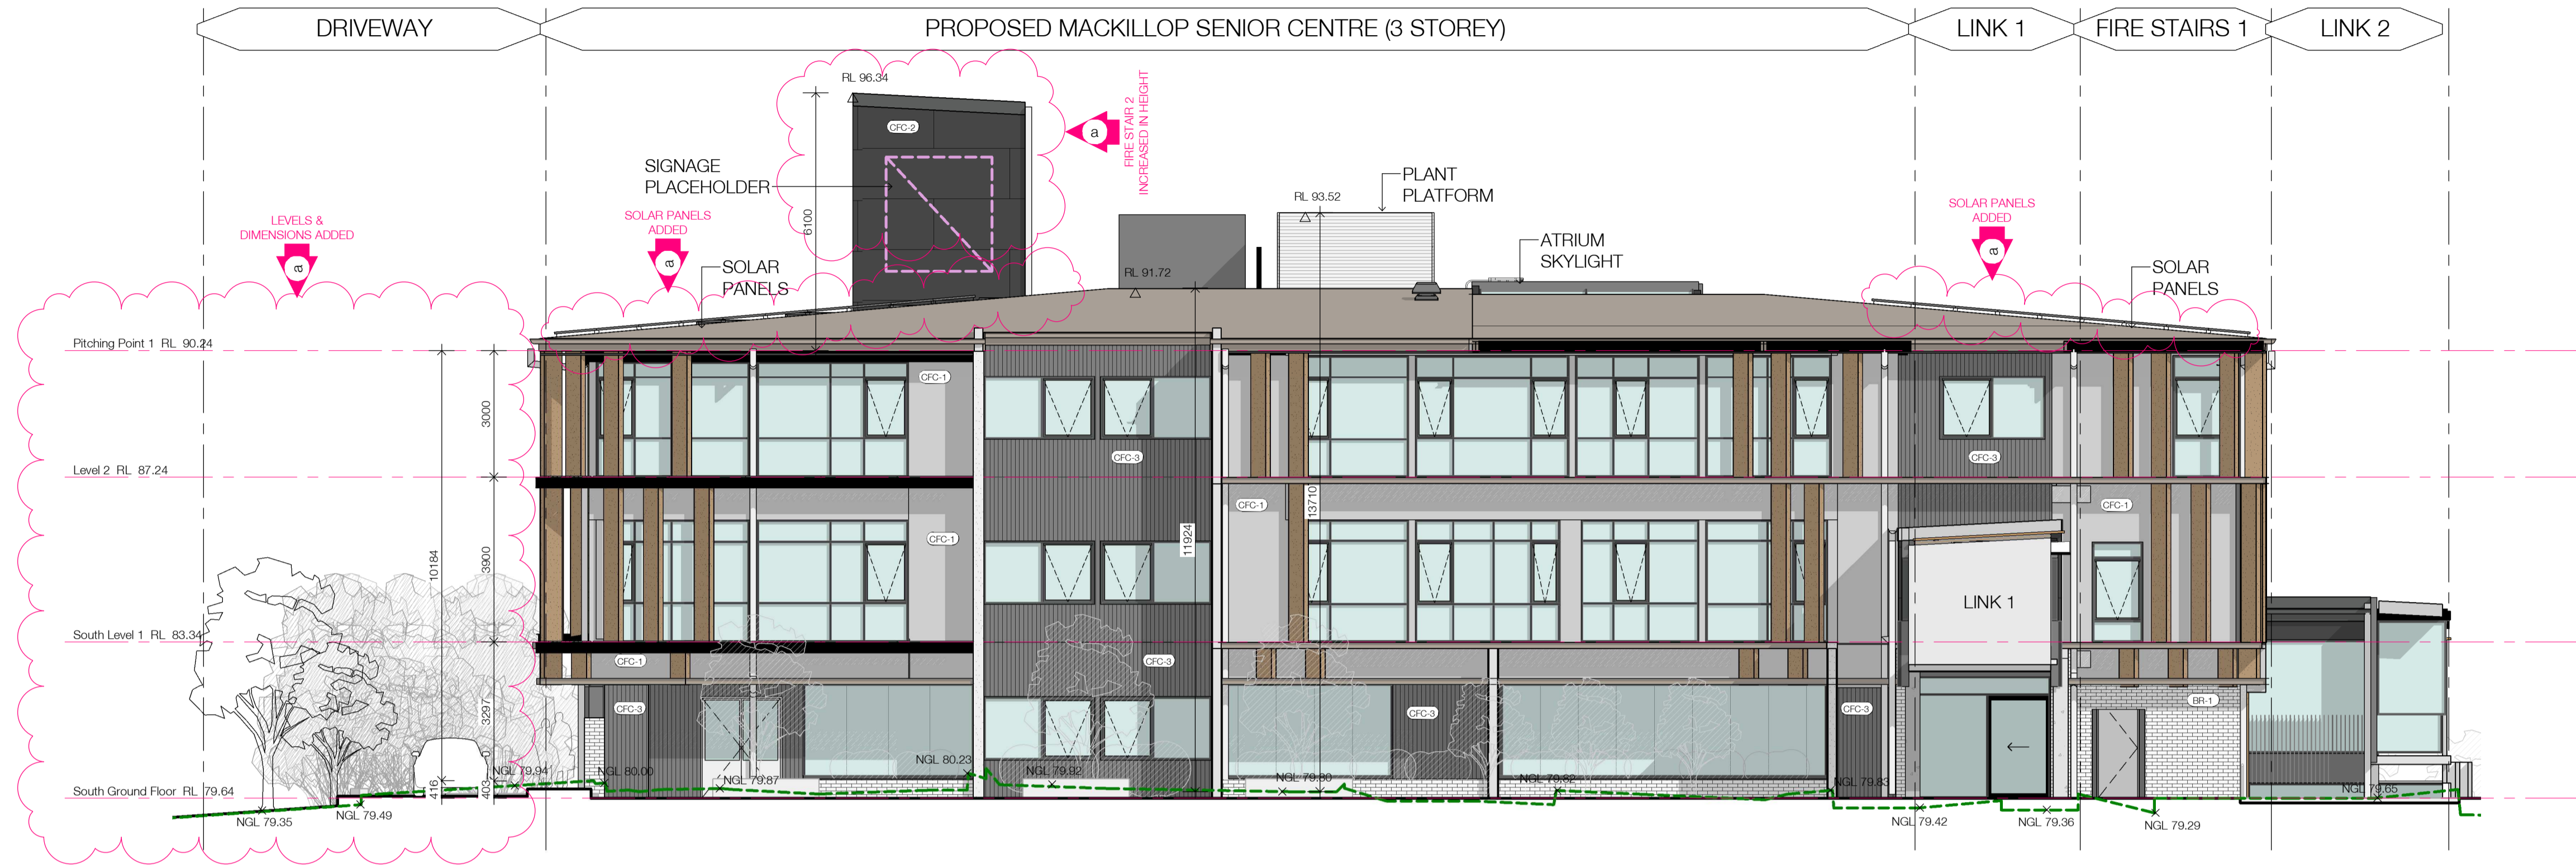 DRIVEWAY
PROPOSED MACKILLOP SENIOR CENTRE (3 STOREY)
LINK 1
FIRE STAIRS 1
LINK 2
RL 96.34
CFC-2
a
FIRE STAIR 2
INCREASED IN HEIGHT
SIGNAGE
PLACEHOLDER
6100
RL 93.52
PLANT
PLATFORM
LEVELS &
DIMENSIONS ADDED
a
SOLAR PANELS
ADDED
a
SOLAR PANELS
ADDED
a
ATRIUM
SKYLIGHT
SOLAR
PANELS
RL 91.72
SOLAR
PANELS
Pitching Point 1 RL 90.24
3000
CFC-1
CFC-3
CFC-3
Level 2 RL 87.24
10184
3900
CFC-1
11924
CFC-1
13710
CFC-1
LINK 1
South Level 1 RL 83.34
CFC-1
CFC-3
3297
CFC-3
CFC-3
CFC-3
BR-1
South Ground Floor RL 79.64
416
403
NGL 79.94
NGL 80.00
NGL 79.87
NGL 80.23
NGL 79.92
NGL 79.80
NGL 79.62
NGL 79.83
NGL 79.65
NGL 79.35
NGL 79.49
NGL 79.42
NGL 79.36
NGL 79.29